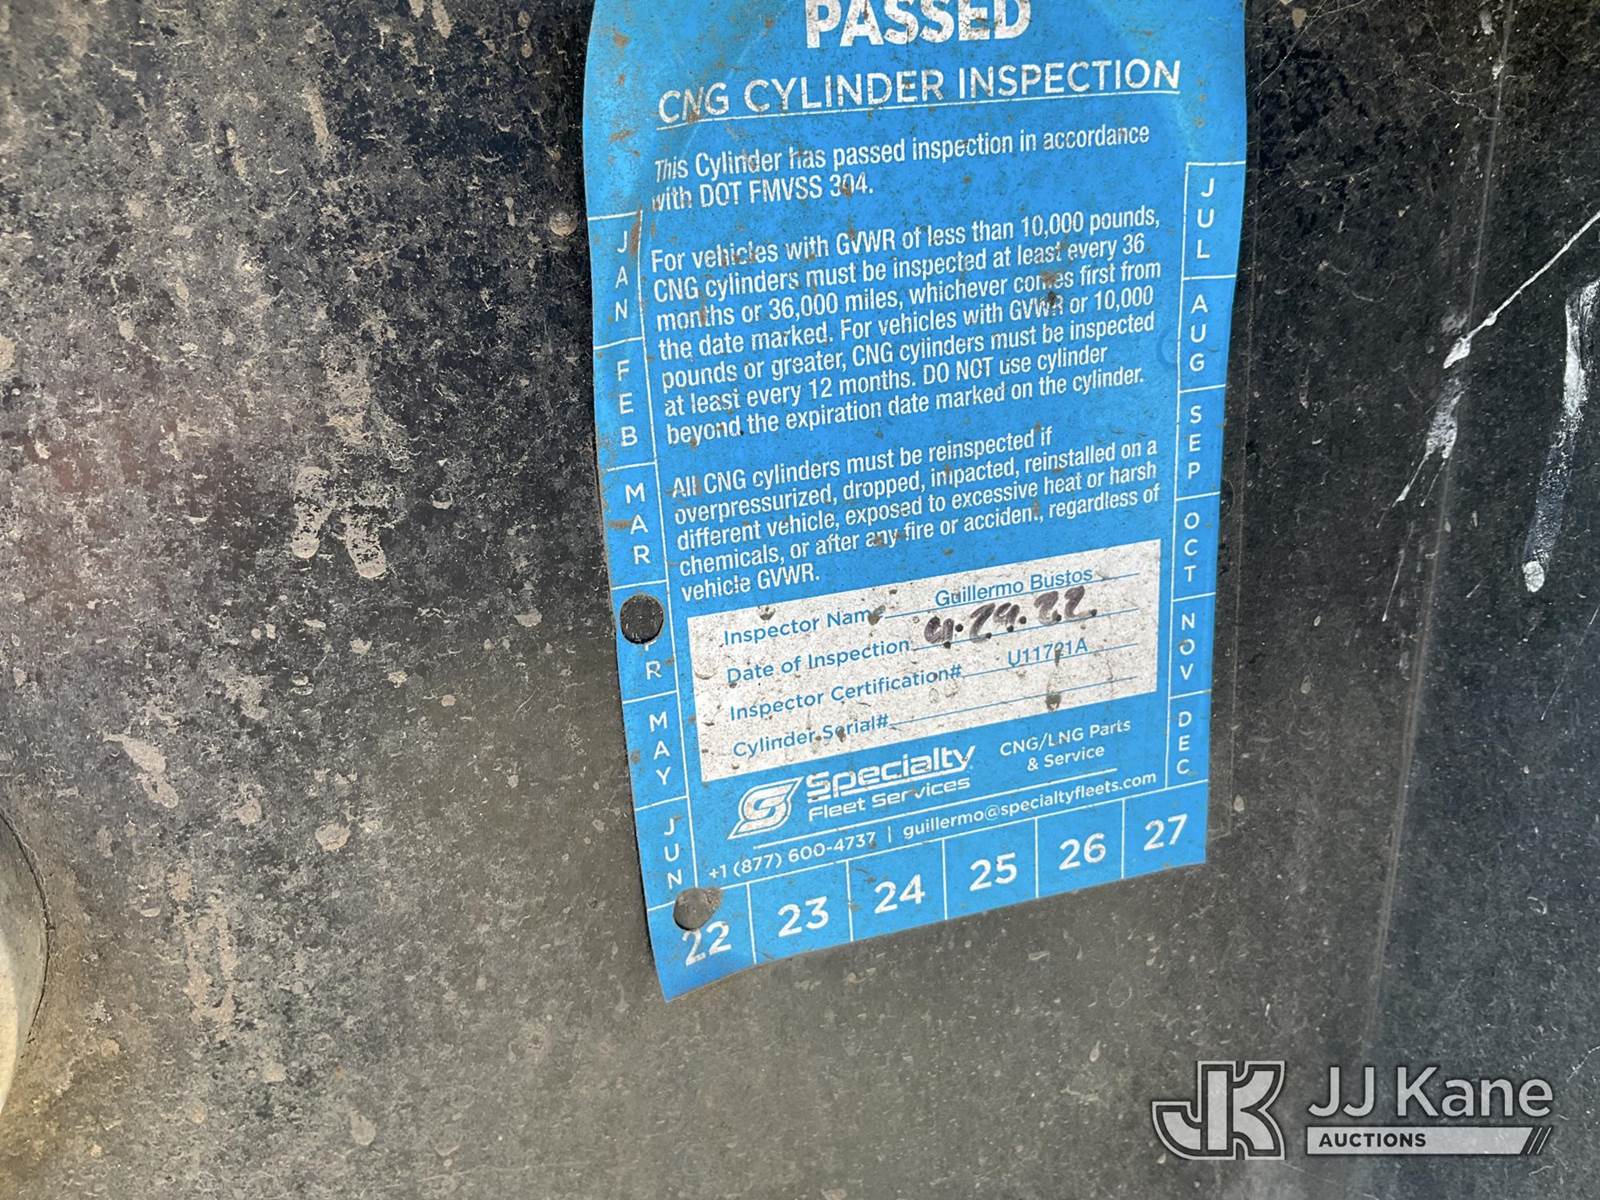 PASSED
CNG CYLINDER INSPECTION
This Cylinder has passed inspection in accordance
with DOT FMVSS 304.
For vehicles with GVWR of less than 10,000 pounds,
CNG cylinders must be inspected at least every 36
months or 36,000 miles, whichever comes first from
the date marked. For vehicles with GVWR or 10,000
pounds or greater, CNG cylinders must be inspected
at least every 12 months. DO NOT use cylinder
beyond the expiration date marked on the cylinder.
All CNG cylinders must be reinspected if
overpressurized, dropped, impacted, reinstalled on a
different vehicle, exposed to excessive heat or harsh
chemicals, or after any fire or accident, regardless of
vehicle GVWR.
Inspector Name Guillermo Bustos
Date of Inspection 4.29.22.
Inspector Certification# U11721A
Cylinder Serial#
Specialty
Fleet Services
CNG/LNG Parts
& Service
+1 (877) 600-4737 | guillermo@specialtyfleets.com
JAN
FEB
MAR
PR
MAY
JUN
JUL
AUG
SEP
OCT
NOV
DEC
22 23 24 25 26 27
JK JJ Kane
AUCTIONS